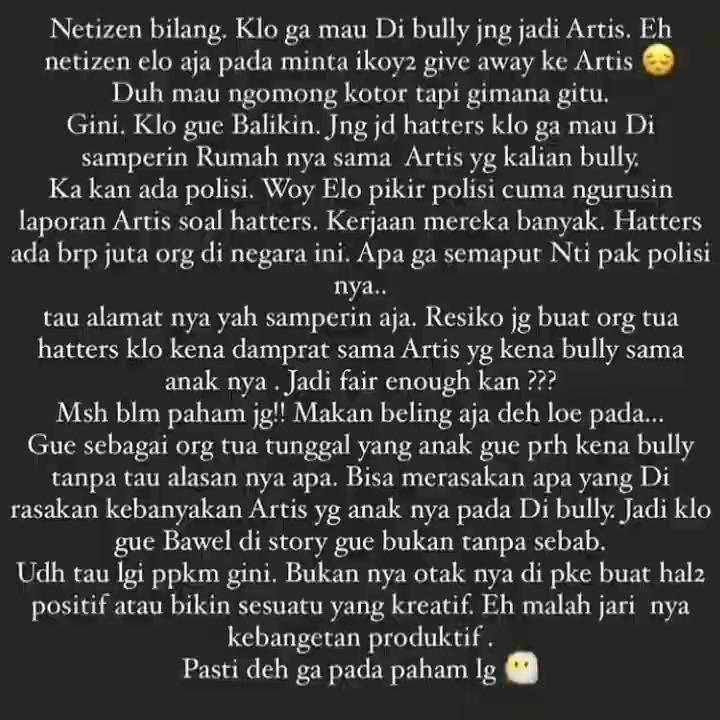 Netizen bilang. Klo ga mau Di bully jng jadi Artis. Eh
netizen elo aja pada minta ikoy2 give away ke Artis 😔
Duh mau ngomong kotor tapi gimana gitu.
Gini. Klo gue Balikin. Jng jd hatters klo ga mau Di
samperin Rumah nya sama Artis yg kalian bully.
Ka kan ada polisi. Woy Elo pikir polisi cuma ngurusin
laporan Artis soal hatters. Kerjaan mereka banyak. Hatters
ada brp juta org di negara ini. Apa ga semaput Nti pak polisi
nya..
tau alamat nya yah samperin aja. Resiko jg buat org tua
hatters klo kena damprat sama Artis yg kena bully sama
anak nya . Jadi fair enough kan ???
Msh blm paham jg!! Makan beling aja deh loe pada...
Gue sebagai org tua tunggal yang anak gue prh kena bully
tanpa tau alasan nya apa. Bisa merasakan apa yang Di
rasakan kebanyakan Artis yg anak nya pada Di bully. Jadi klo
gue Bawel di story gue bukan tanpa sebab.
Udh tau lgi ppkm gini. Bukan nya otak nya di pke buat hal2
positif atau bikin sesuatu yang kreatif. Eh malah jari nya
kebangetan produktif .
Pasti deh ga pada paham lg 😶